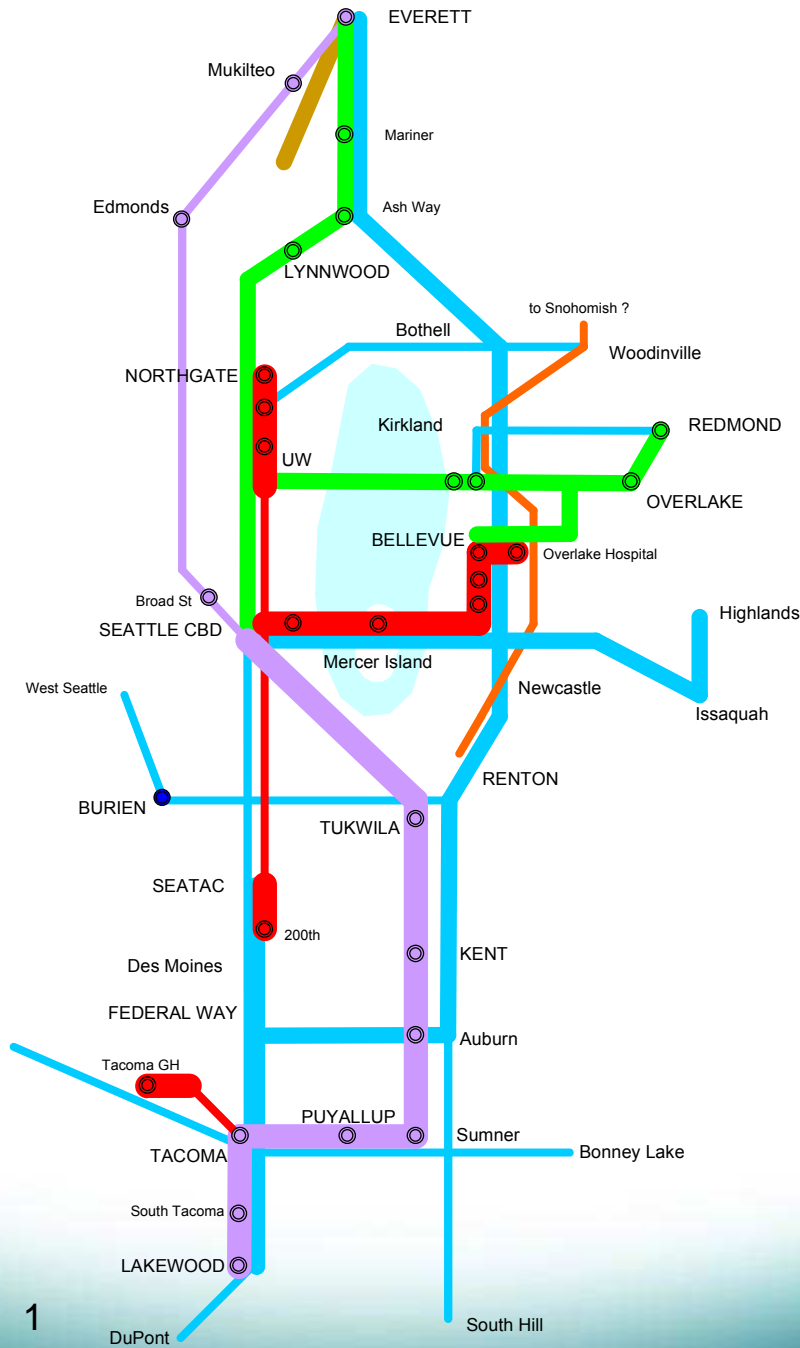 EVERETT
Mukilteo
Mariner
Edmonds
Ash Way
LYNNWOOD
to Snohomish ?
Bothell
Woodinville
NORTHGATE
Kirkland
REDMOND
UW
OVERLAKE
BELLEVUE
Overlake Hospital
Broad St
SEATTLE CBD
Highlands
Mercer Island
West Seattle
Newcastle
Issaquah
RENTON
BURIEN
TUKWILA
SEATAC
200th
KENT
Des Moines
FEDERAL WAY
Auburn
Tacoma GH
PUYALLUP
Sumner
TACOMA
Bonney Lake
South Tacoma
LAKEWOOD
1
South Hill
DuPont